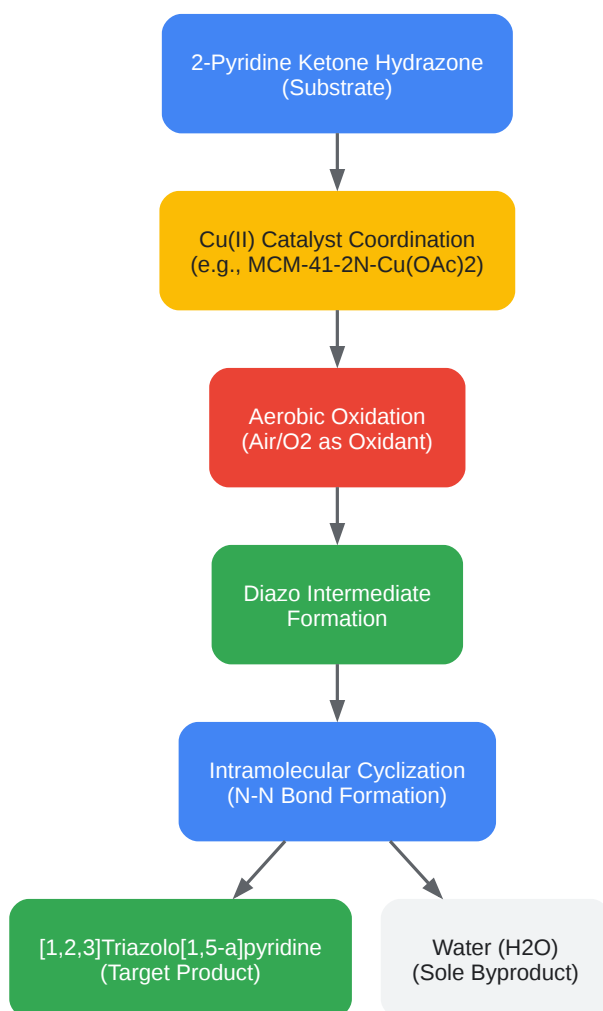 2-Pyridine Ketone Hydrazone
(Substrate)
Cu(II) Catalyst Coordination
(e.g., MCM-41-2N-Cu(OAc)2)
Aerobic Oxidation
(Air/O2 as Oxidant)
Diazo Intermediate
Formation
Intramolecular Cyclization
(N-N Bond Formation)
[1,2,3]Triazolo[1,5-a]pyridine
(Target Product)
Water (H2O)
(Sole Byproduct)